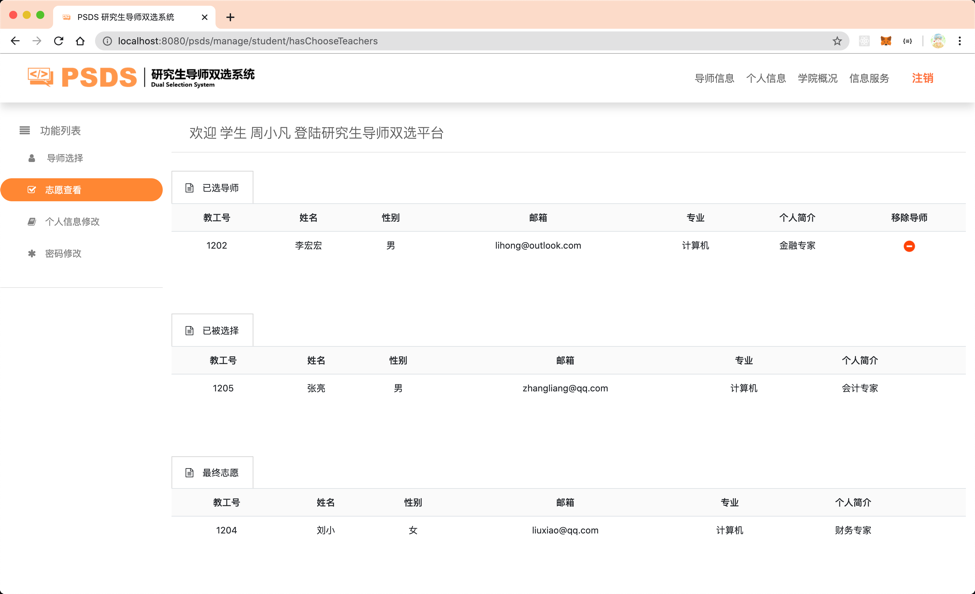 PSDS 研究生导师双选系统
localhost:8080/psds/manage/student/hasChooseTeachers
</> PSDS 研究生导师双选系统
Dual Selection System
导师信息 个人信息 学院概况 信息服务 注销
功能列表
导师选择
志愿查看
个人信息修改
密码修改
欢迎 学生 周小凡 登陆研究生导师双选平台
已选导师
教工号 姓名 性别 邮箱 专业 个人简介 移除导师
1202 李宏宏 男 lihong@outlook.com 计算机 金融专家
已被选择
教工号 姓名 性别 邮箱 专业 个人简介
1205 张亮 男 zhangliang@qq.com 计算机 会计专家
最终志愿
教工号 姓名 性别 邮箱 专业 个人简介
1204 刘小 女 liuxiao@qq.com 计算机 财务专家